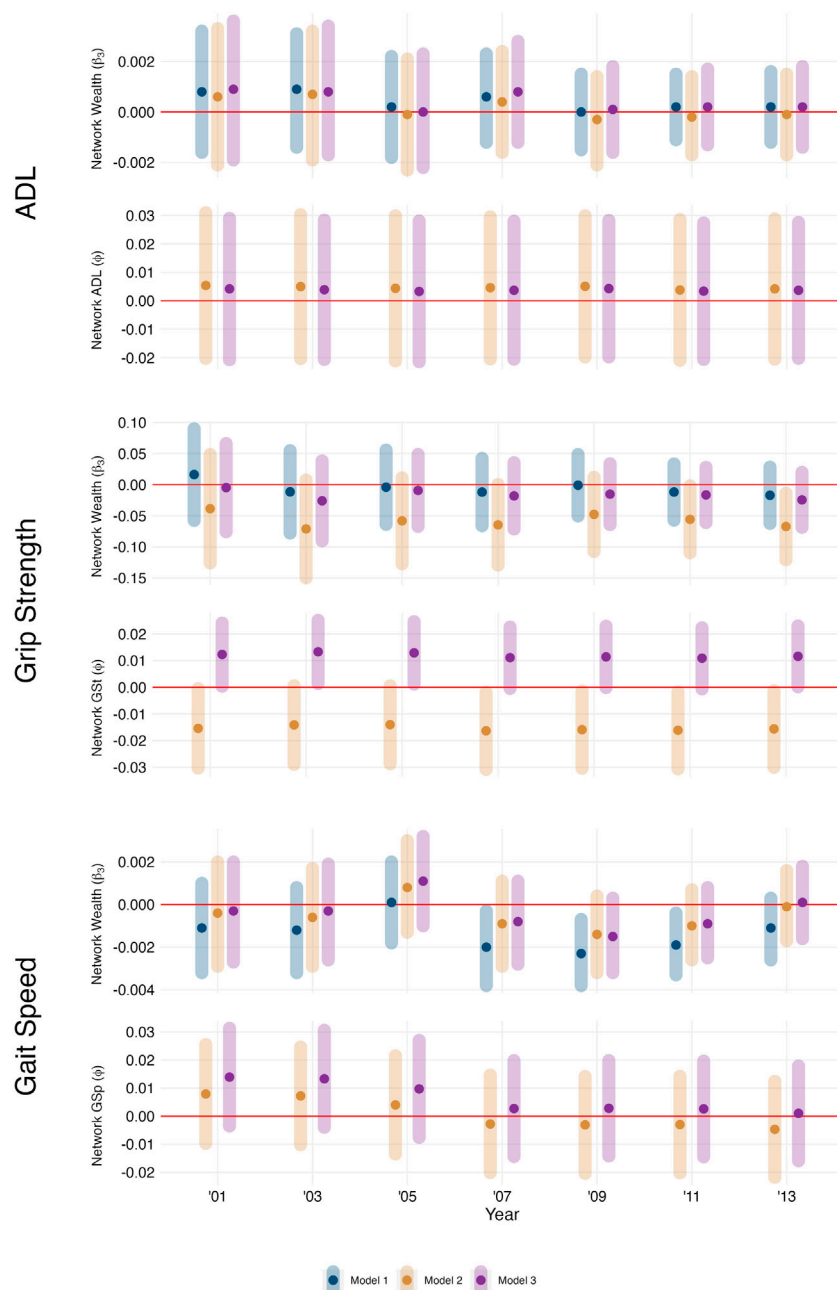 ADL
Network Wealth (β₃)
0.002
0.000
-0.002
Network ADL (ϕ)
0.03
0.02
0.01
0.00
-0.01
-0.02
Grip Strength
Network Wealth (β₃)
0.10
0.05
0.00
-0.05
-0.10
-0.15
Network GSt (ϕ)
0.02
0.01
0.00
-0.01
-0.02
-0.03
Gait Speed
Network Wealth (β₃)
0.002
0.000
-0.002
-0.004
Network GSp (ϕ)
0.03
0.02
0.01
0.00
-0.01
-0.02
'01 '03 '05 '07 '09 '11 '13
Year
Model 1 Model 2 Model 3